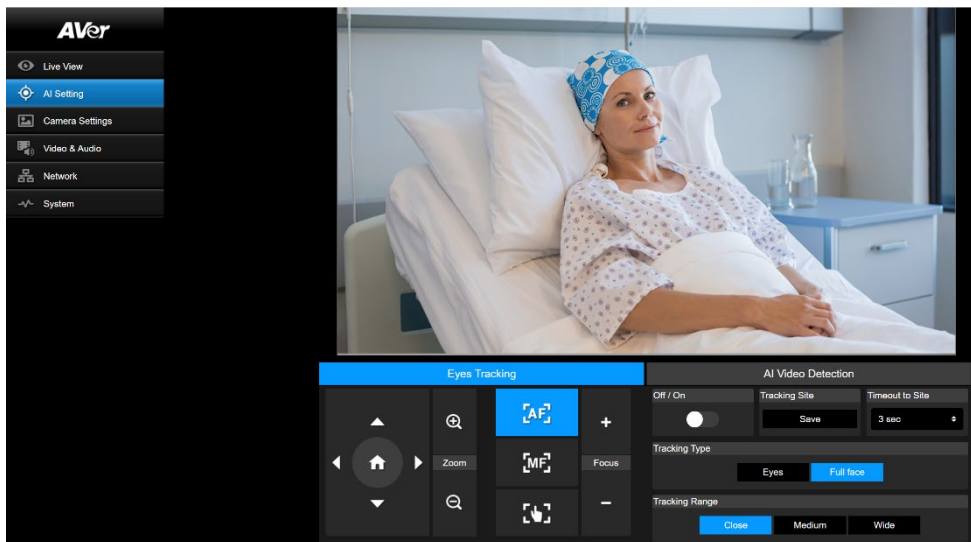 AVer
Live View
AI Setting
Camera Settings
Video & Audio
Network
System
Eyes Tracking
AI Video Detection
Off / On
Tracking Site
Timeout to Site
AF
Save
3 sec
Tracking Type
Zoom
MF
Focus
Eyes
Full face
Tracking Range
Close
Medium
Wide